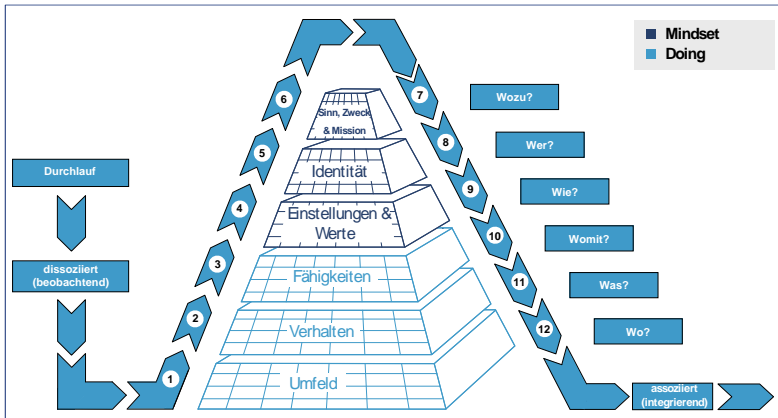 Mindset
Doing
Durchlauf
dissoziiert
(beobachtend)
1
2
3
4
5
6
7
8
9
10
11
12
Sinn, Zweck
& Mission
Identität
Einstellungen &
Werte
Fähigkeiten
Verhalten
Umfeld
Wozu?
Wer?
Wie?
Womit?
Was?
Wo?
assoziiert
(integrierend)